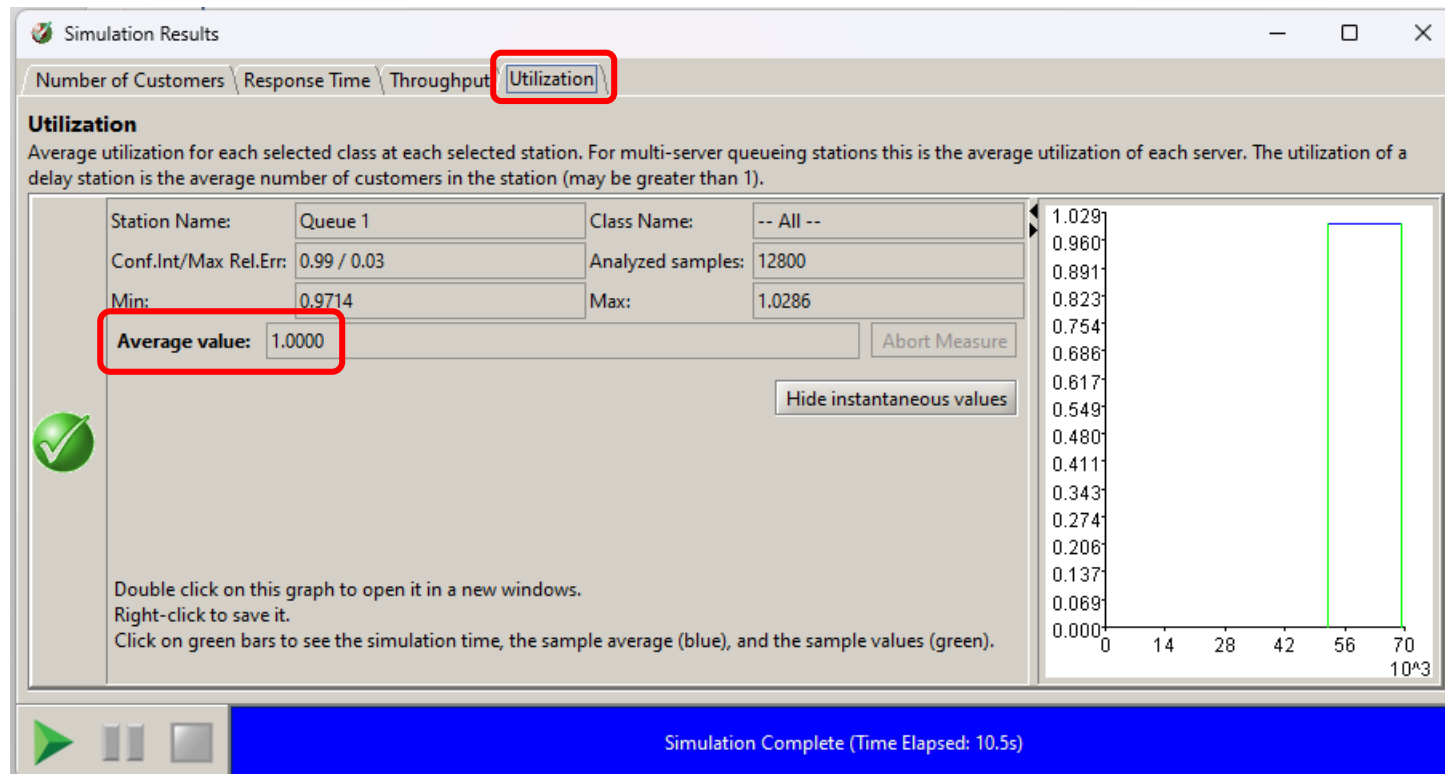 Simulation Results
Number of Customers Response Time Throughput Utilization
Utilization
Average utilization for each selected class at each selected station. For multi-server queueing stations this is the average utilization of each server. The utilization of a
delay station is the average number of customers in the station (may be greater than 1).
Station Name: Queue 1 Class Name: -- All --
Conf.Int/Max Rel.Err: 0.99 / 0.03 Analyzed samples: 12800
Min: 0.9714 Max: 1.0286
Average value: 1.0000 Abort Measure
Hide instantaneous values
Double click on this graph to open it in a new windows.
Right-click to save it.
Click on green bars to see the simulation time, the sample average (blue), and the sample values (green).
1.029
0.960
0.891
0.823
0.754
0.686
0.617
0.549
0.480
0.411
0.343
0.274
0.206
0.137
0.069
0.000
0 14 28 42 56 70
10^3
Simulation Complete (Time Elapsed: 10.5s)